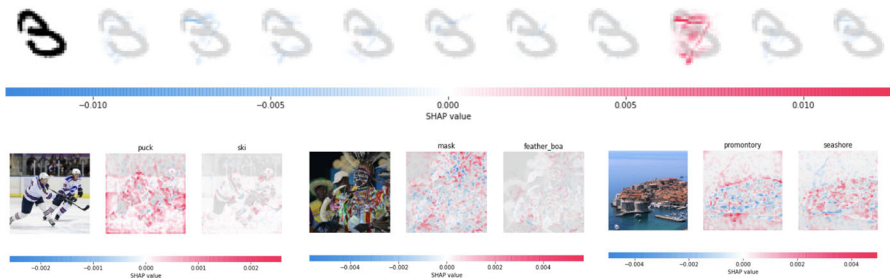 −0.010 −0.005 0.000 0.005 0.010
SHAP value
puck ski mask feather_boa promontory seashore
−0.002 −0.001 0.000 0.001 0.002 −0.004 −0.002 0.000 0.002 0.004 −0.004 −0.002 0.000 0.002 0.004
SHAP value SHAP value SHAP value